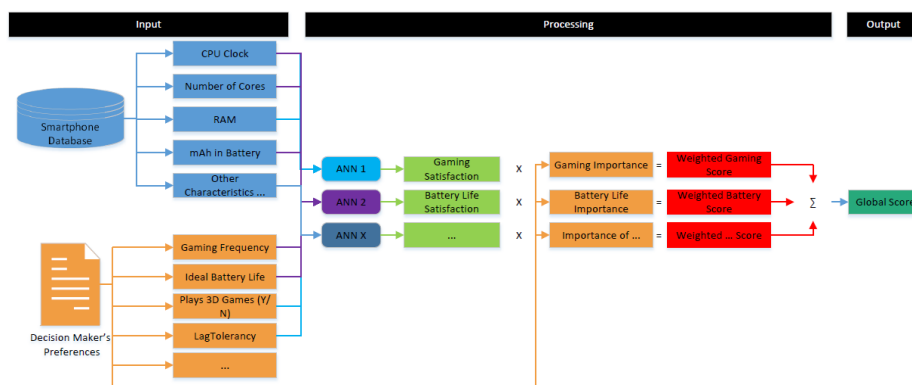 Input
Processing
Output
CPU Clock
Number of Cores
RAM
mAh in Battery
Other
Characteristics ...
Smartphone
Database
Gaming Frequency
Ideal Battery Life
Plays 3D Games (Y/
N)
LagTolerancy
...
Decision Maker's
Preferences
ANN 1
Gaming
Satisfaction
X
Gaming Importance
=
Weighted Gaming
Score
ANN 2
Battery Life
Satisfaction
X
Battery Life
Importance
=
Weighted Battery
Score
ANN X
...
X
Importance of ...
=
Weighted ... Score
Σ
Global Score